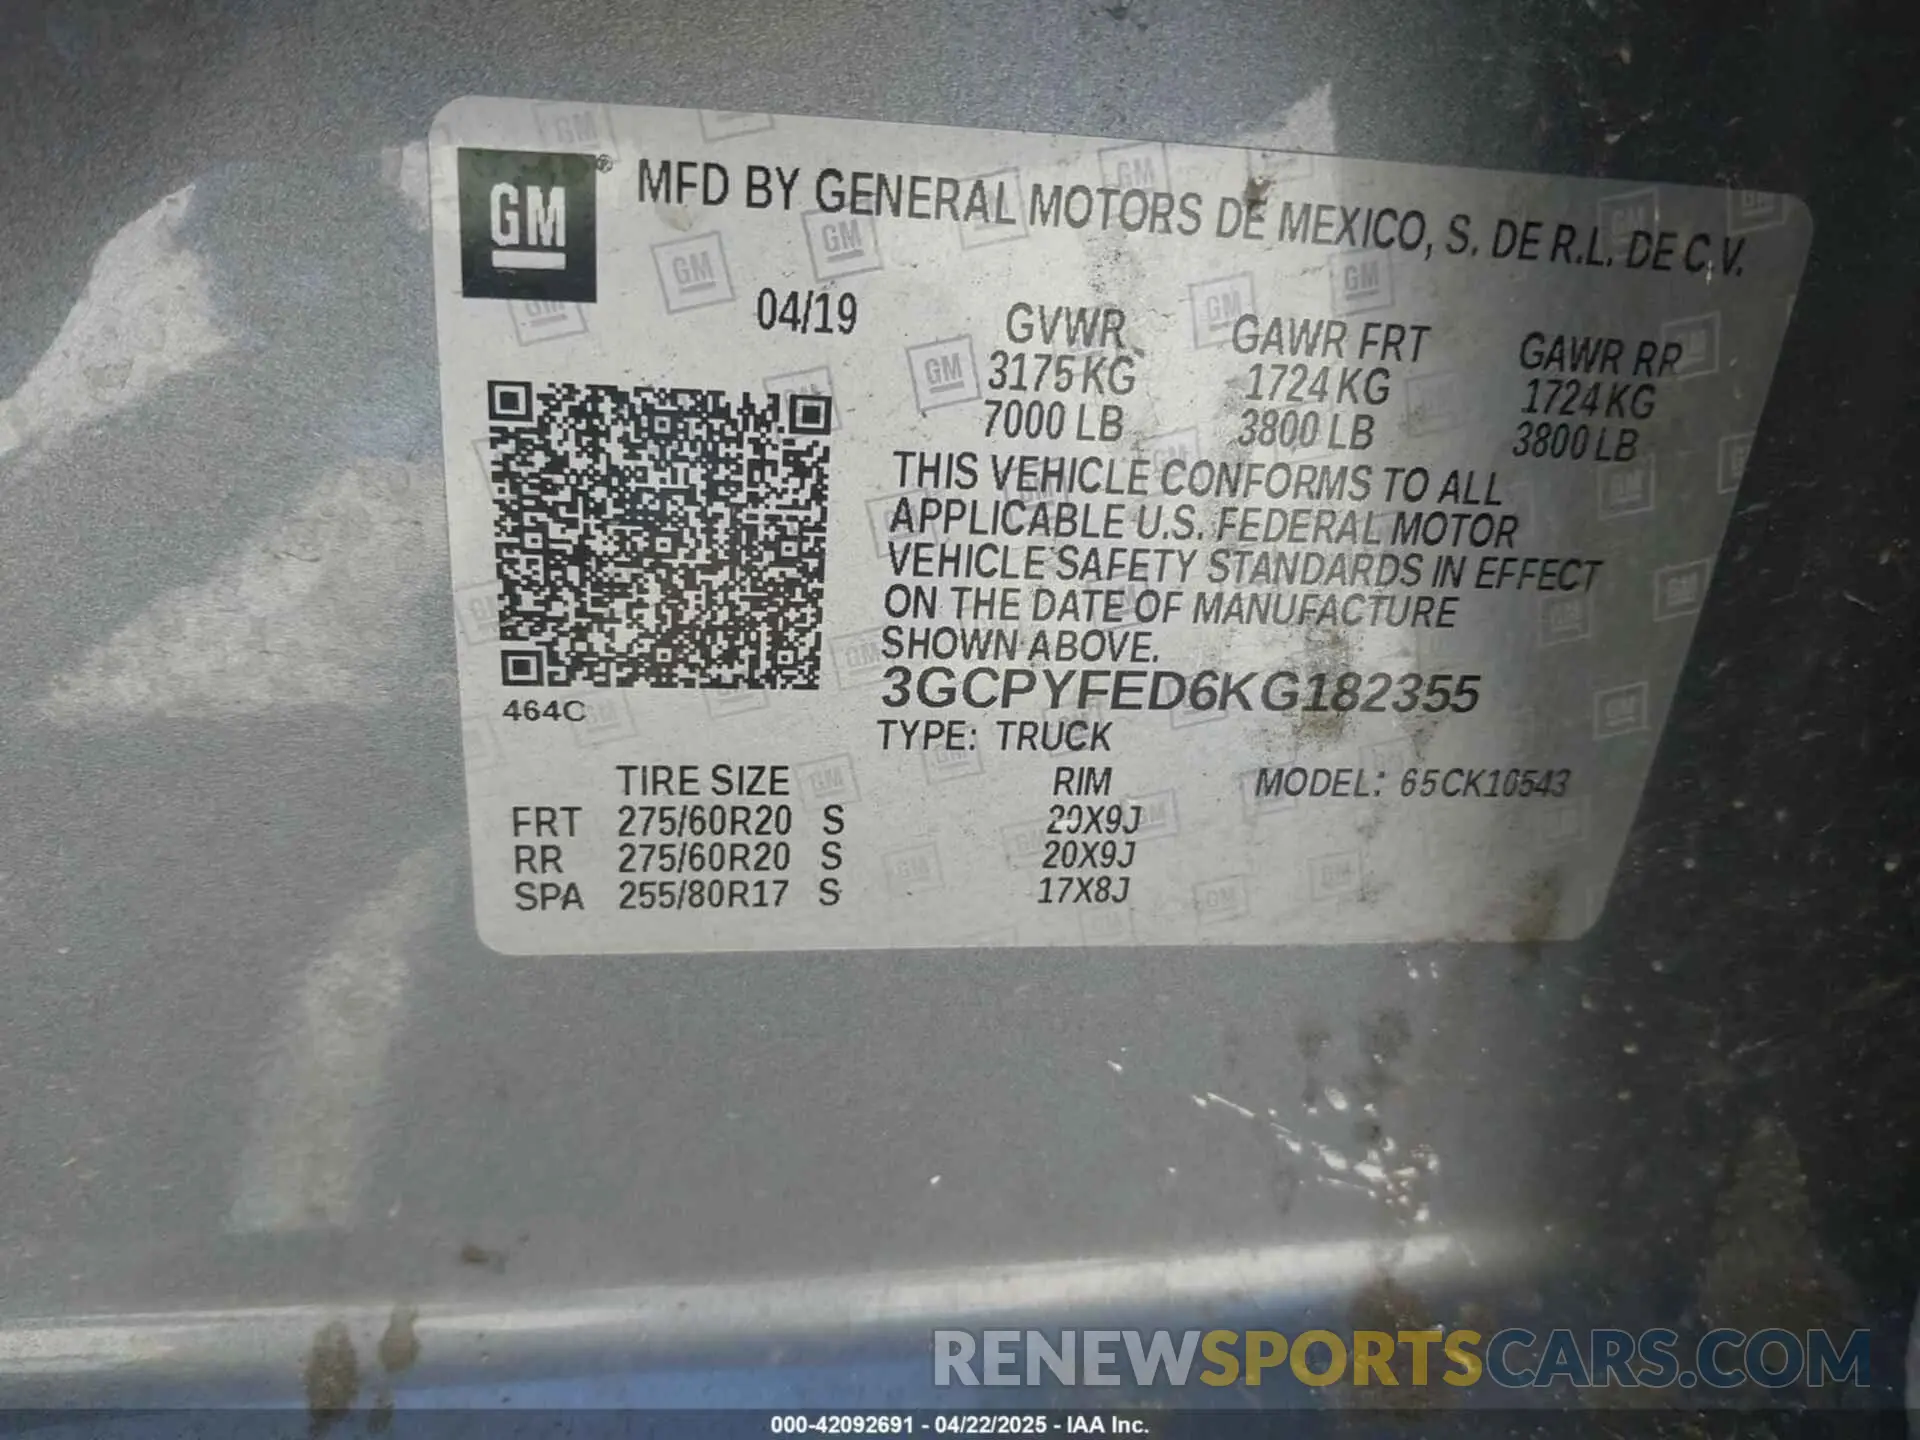 GM ® MFD BY GENERAL MOTORS DE MEXICO, S. DE R.L. DE C.V.
04/19
GVWR GAWR FRT GAWR RR
3175 KG 1724 KG 1724 KG
7000 LB 3800 LB 3800 LB
THIS VEHICLE CONFORMS TO ALL
APPLICABLE U.S. FEDERAL MOTOR
VEHICLE SAFETY STANDARDS IN EFFECT
ON THE DATE OF MANUFACTURE
SHOWN ABOVE.
3GCPYFED6KG182355
464C
TYPE: TRUCK
TIRE SIZE RIM MODEL: 65CK10543
FRT 275/60R20 S 20X9J
RR 275/60R20 S 20X9J
SPA 255/80R17 S 17X8J
RENEWSPORTSCARS.COM
000-42092691 - 04/22/2025 - IAA Inc.